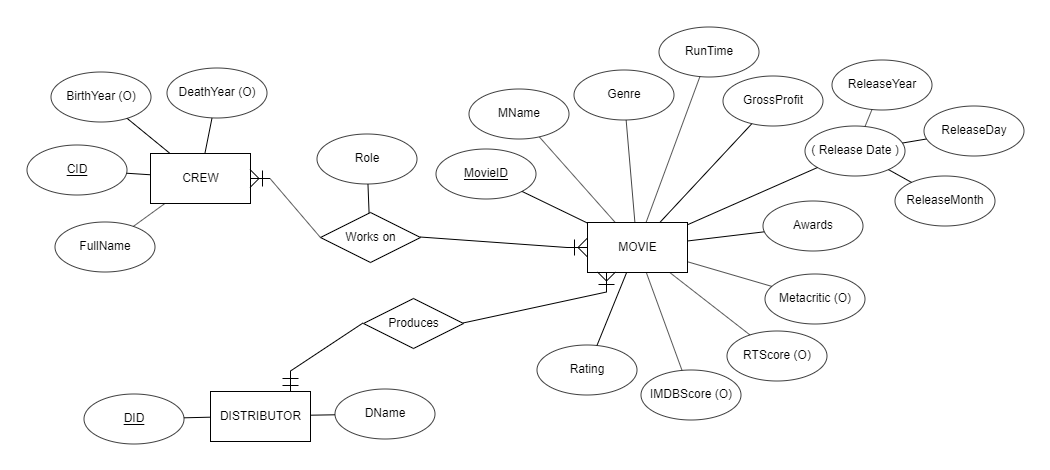 RunTime
ReleaseYear
BirthYear (O)
DeathYear (O)
Genre
GrossProfit
MName
ReleaseDay
( Release Date )
Role
CID
CREW
MovieID
ReleaseMonth
Awards
FullName
Works on
MOVIE
Metacritic (O)
Produces
RTScore (O)
Rating
IMDBScore (O)
DID
DISTRIBUTOR
DName